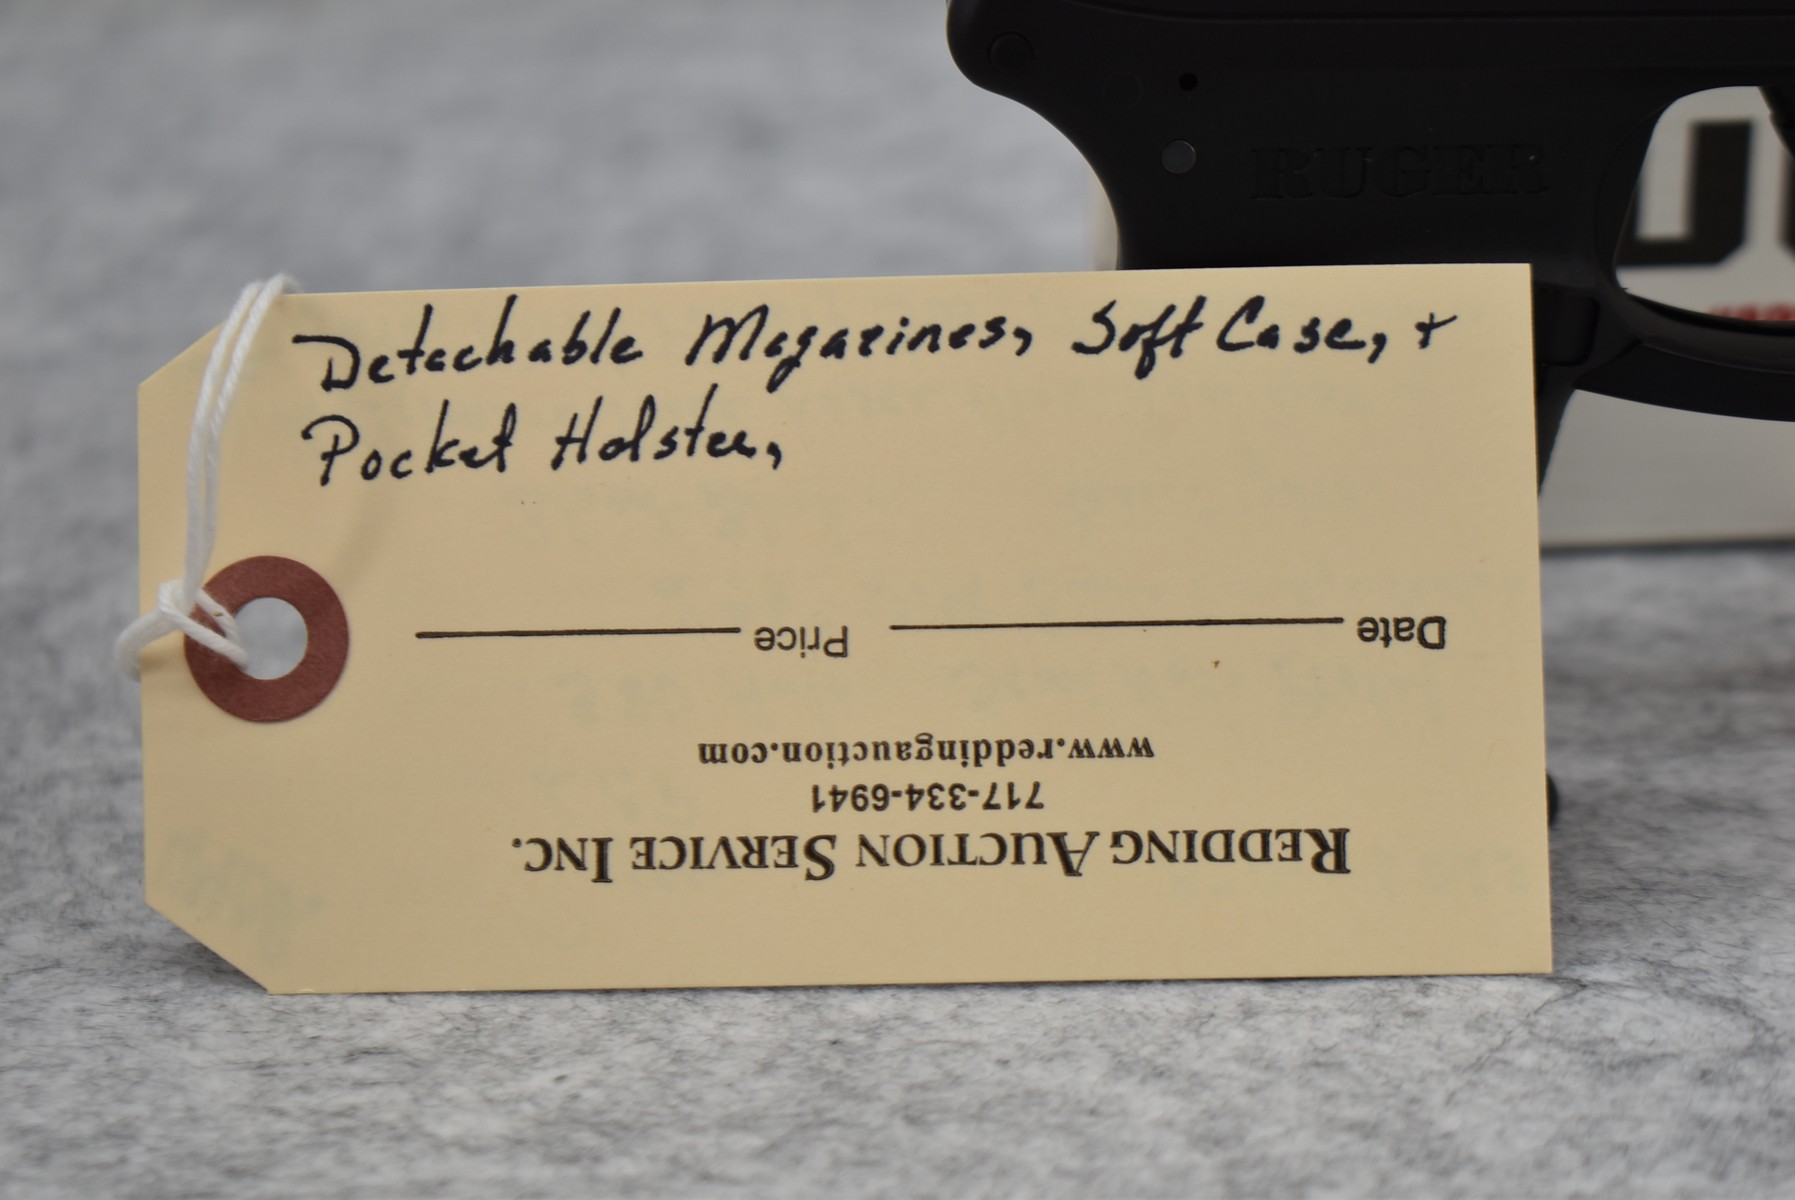 RUGER
Detachable Magazines, Soft Case, +
Pocket Holster,
Date
Price
www.reddingauction.com
717-334-6941
REDDING AUCTION SERVICE INC.